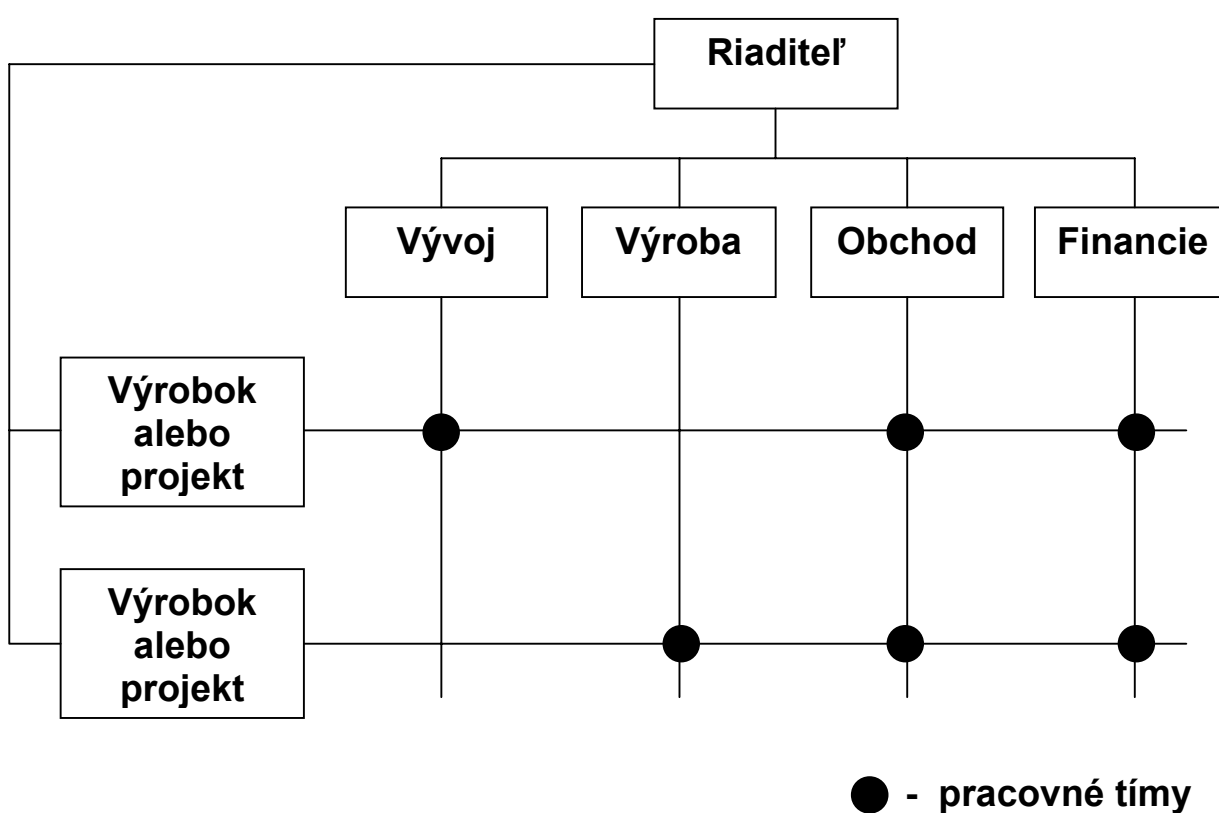 Riaditeľ
Vývoj
Výroba
Obchod
Financie
Výrobok
alebo
projekt
Výrobok
alebo
projekt
- pracovné tímy